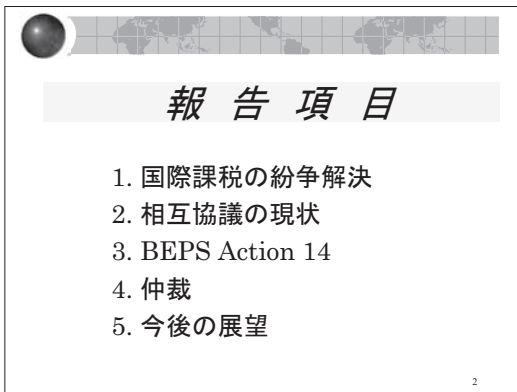 報告項目
1. 国際課税の紛争解決
2. 相互協議の現状
3. BEPS Action 14
4. 仲裁
5. 今後の展望
2